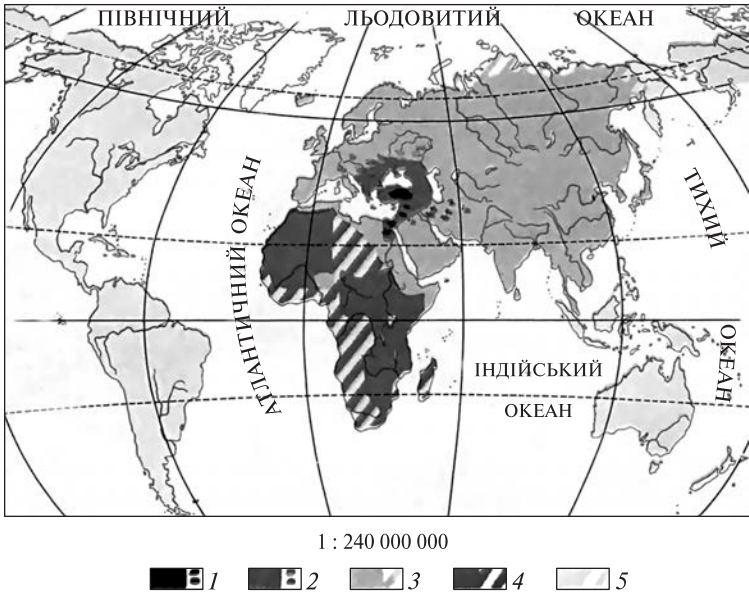 ПІВНІЧНИЙ ЛЬОДОВИТИЙ ОКЕАН
АТЛАНТИЧНИЙ ОКЕАН
ТИХИЙ
ОКЕАН
ІНДІЙСЬКИЙ
ОКЕАН
1 : 240 000 000
1 2 3 4 5